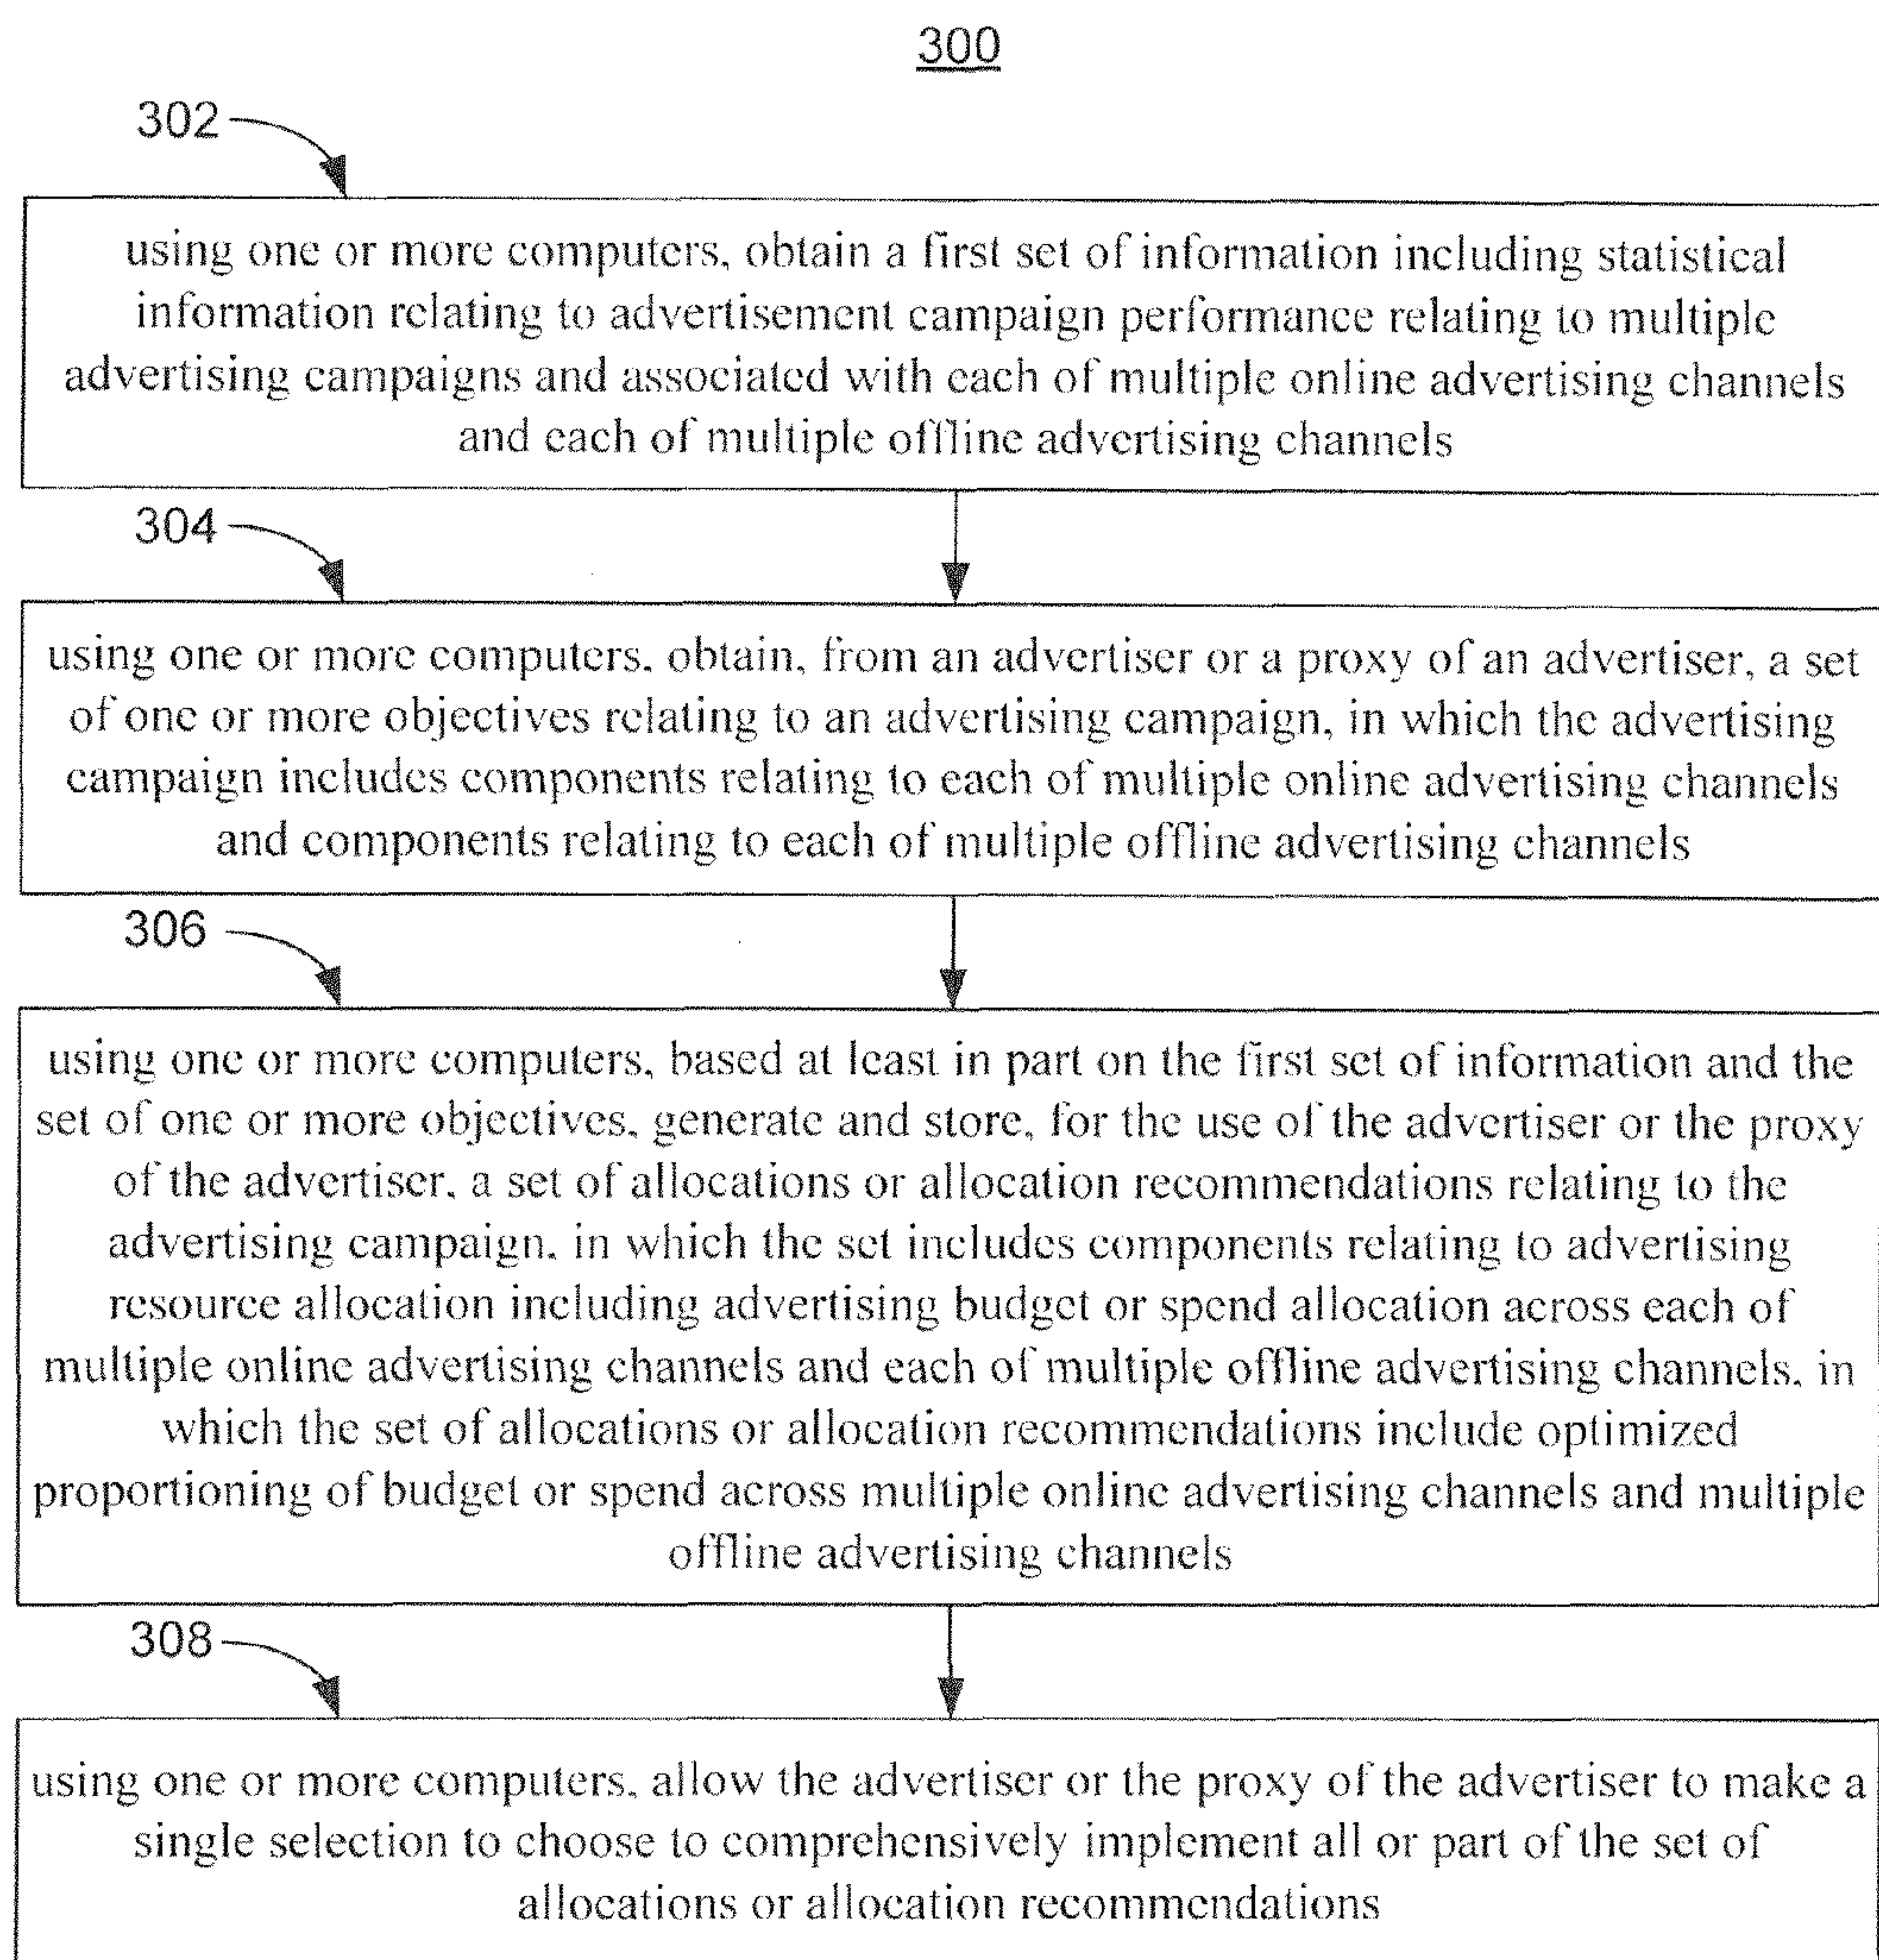 300
302
using one or more computers, obtain a first set of information including statistical
information relating to advertisement campaign performance relating to multiple
advertising campaigns and associated with each of multiple online advertising channels
and each of multiple offline advertising channels
304
using one or more computers, obtain, from an advertiser or a proxy of an advertiser, a set
of one or more objectives relating to an advertising campaign, in which the advertising
campaign includes components relating to each of multiple online advertising channels
and components relating to each of multiple offline advertising channels
306
using one or more computers, based at least in part on the first set of information and the
set of one or more objectives, generate and store, for the use of the advertiser or the proxy
of the advertiser, a set of allocations or allocation recommendations relating to the
advertising campaign, in which the set includes components relating to advertising
resource allocation including advertising budget or spend allocation across each of
multiple online advertising channels and each of multiple offline advertising channels, in
which the set of allocations or allocation recommendations include optimized
proportioning of budget or spend across multiple online advertising channels and multiple
offline advertising channels
308
using one or more computers, allow the advertiser or the proxy of the advertiser to make a
single selection to choose to comprehensively implement all or part of the set of
allocations or allocation recommendations